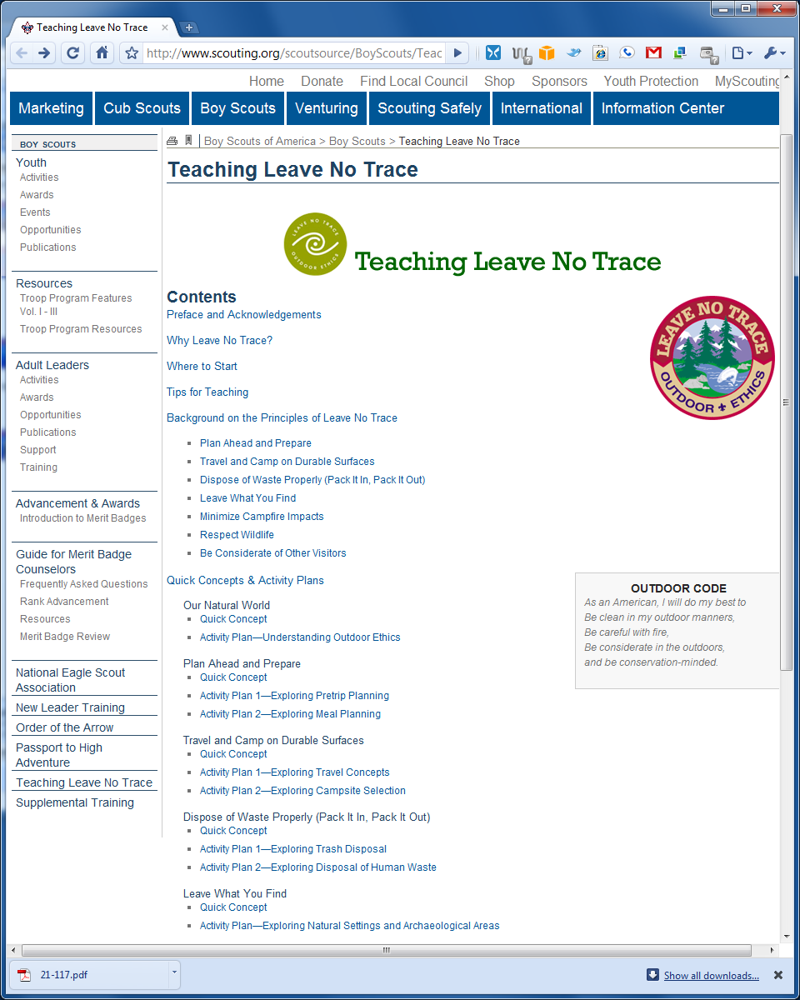 Teaching Leave No Trace
http://www.scouting.org/scoutsource/BoyScouts/Teac
Home Donate Find Local Council Shop Sponsors Youth Protection MyScouting
Marketing Cub Scouts Boy Scouts Venturing Scouting Safely International Information Center
BOY SCOUTS
Youth
Activities
Awards
Events
Opportunities
Publications
Resources
Troop Program Features
Vol. I - III
Troop Program Resources
Adult Leaders
Activities
Awards
Opportunities
Publications
Support
Training
Advancement & Awards
Introduction to Merit Badges
Guide for Merit Badge
Counselors
Frequently Asked Questions
Rank Advancement
Resources
Merit Badge Review
National Eagle Scout
Association
New Leader Training
Order of the Arrow
Passport to High
Adventure
Teaching Leave No Trace
Supplemental Training
Boy Scouts of America > Boy Scouts > Teaching Leave No Trace
Teaching Leave No Trace
LEAVE NO TRACE
OUTDOOR ETHICS
Teaching Leave No Trace
Contents
Preface and Acknowledgements
Why Leave No Trace?
Where to Start
Tips for Teaching
Background on the Principles of Leave No Trace
Plan Ahead and Prepare
Travel and Camp on Durable Surfaces
Dispose of Waste Properly (Pack It In, Pack It Out)
Leave What You Find
Minimize Campfire Impacts
Respect Wildlife
Be Considerate of Other Visitors
LEAVE NO TRACE
OUTDOOR ETHICS
Quick Concepts & Activity Plans
Our Natural World
Quick Concept
Activity Plan—Understanding Outdoor Ethics
Plan Ahead and Prepare
Quick Concept
Activity Plan 1—Exploring Pretrip Planning
Activity Plan 2—Exploring Meal Planning
Travel and Camp on Durable Surfaces
Quick Concept
Activity Plan 1—Exploring Travel Concepts
Activity Plan 2—Exploring Campsite Selection
Dispose of Waste Properly (Pack It In, Pack It Out)
Quick Concept
Activity Plan 1—Exploring Trash Disposal
Activity Plan 2—Exploring Disposal of Human Waste
Leave What You Find
Quick Concept
Activity Plan—Exploring Natural Settings and Archaeological Areas
OUTDOOR CODE
As an American, I will do my best to
Be clean in my outdoor manners,
Be careful with fire,
Be considerate in the outdoors,
and be conservation-minded.
21-117.pdf
Show all downloads...